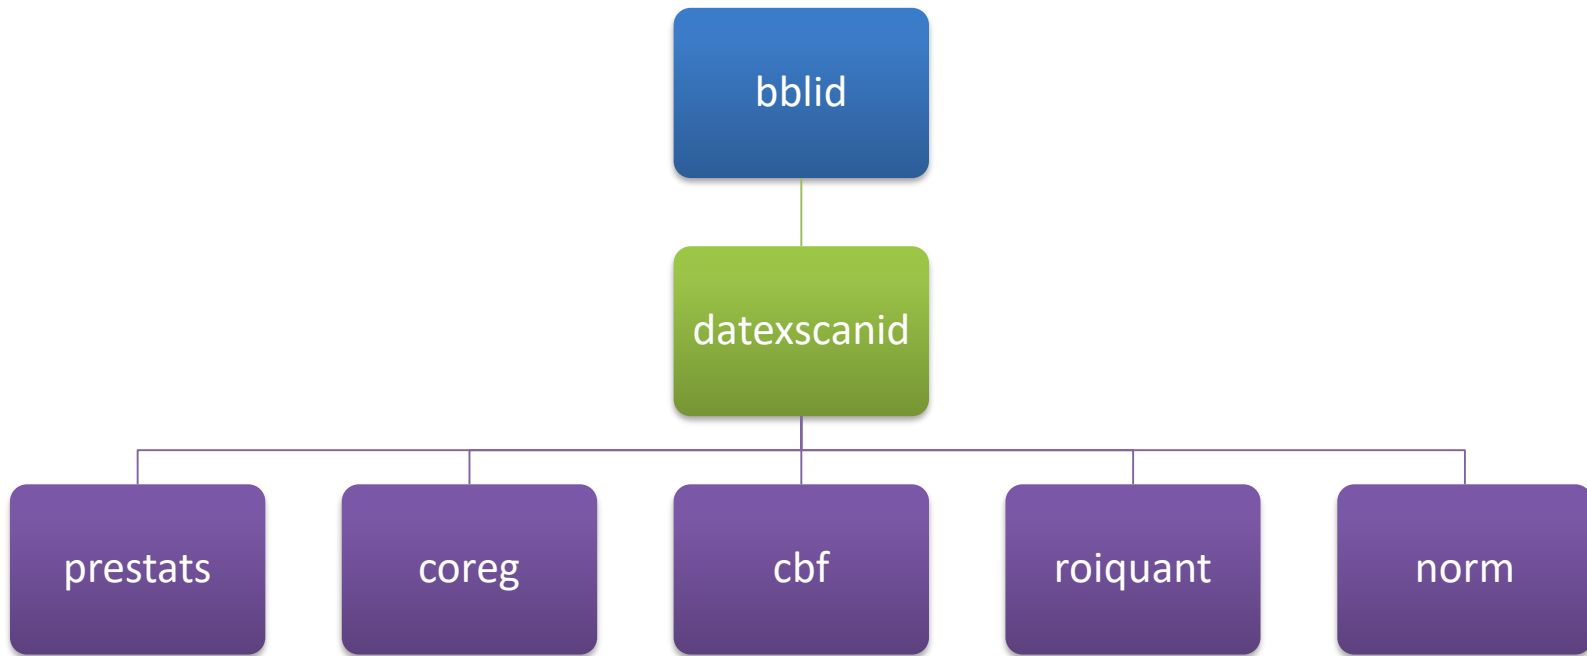 bblid
datexscanid
prestats
coreg
cbf
roiquant
norm